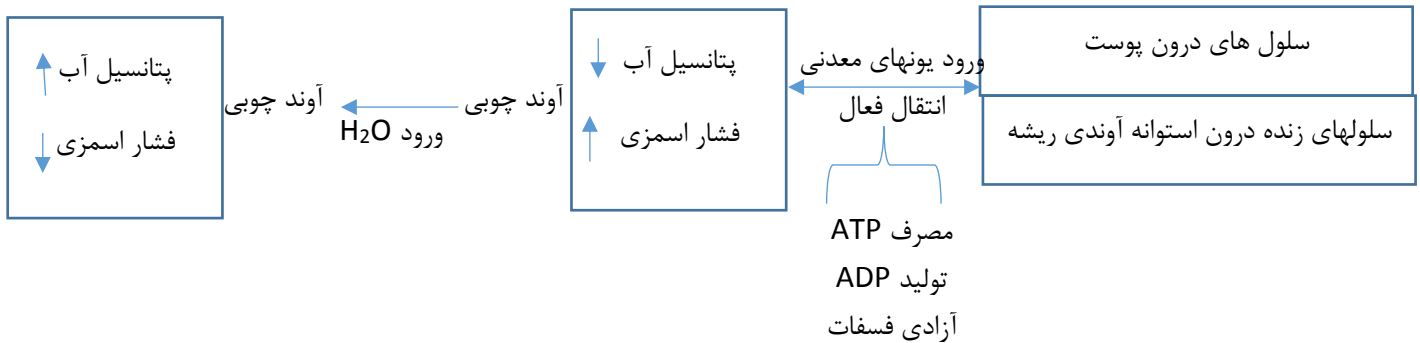 سلول های درون پوست
سلولهای زنده درون استوانه آوندی ریشه
ورود یونهای معدنی
انتقال فعال
مصرف ATP
تولید ADP
آزادی فسفات
پتانسیل آب
فشار اسمزی
آوند چوبی
ورود H₂O
آوند چوبی
پتانسیل آب
فشار اسمزی